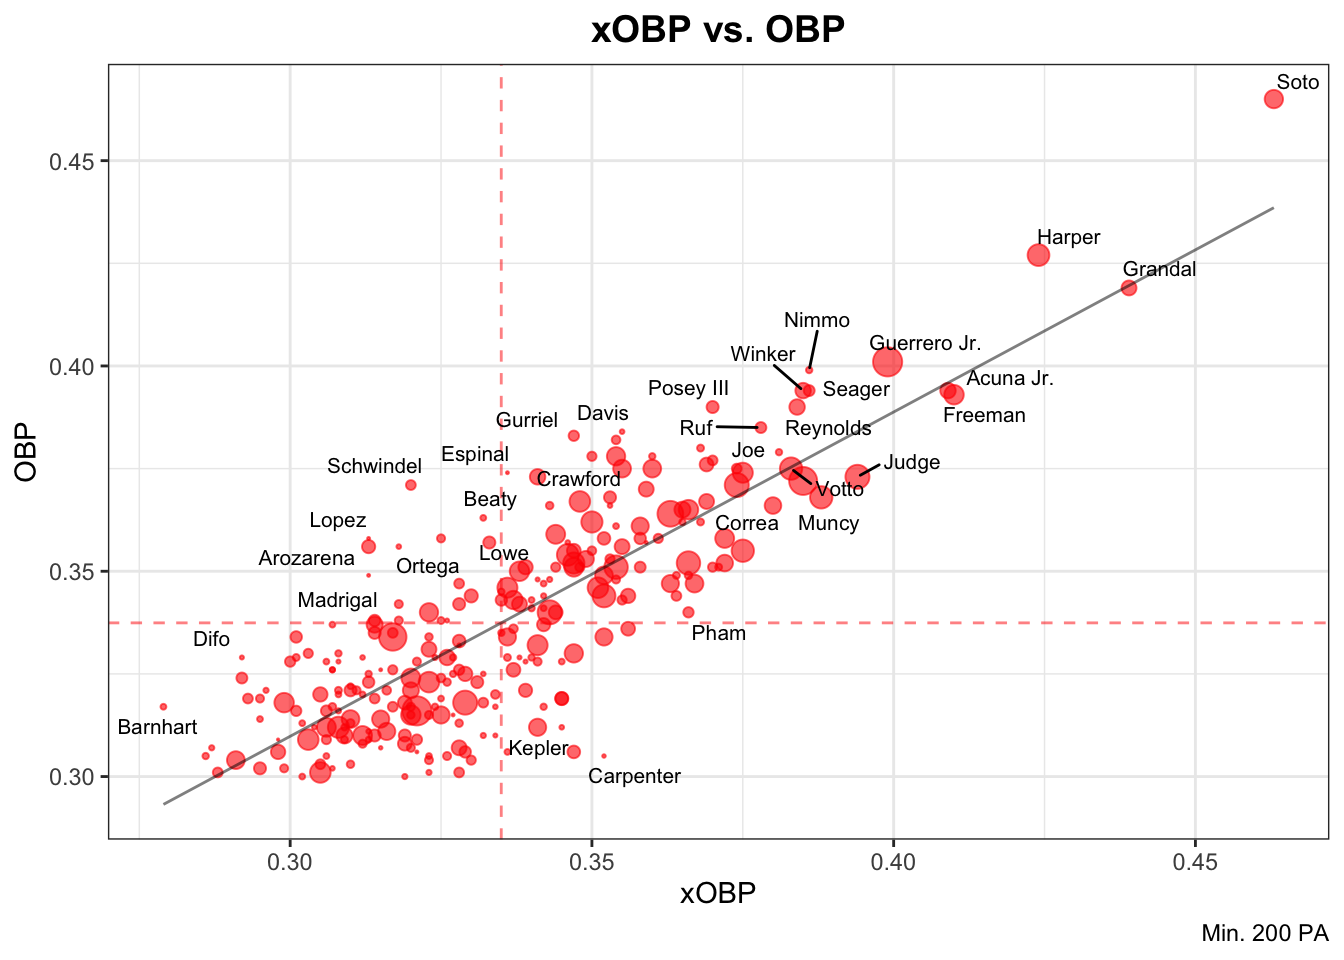 xOBP vs. OBP
Soto
Harper
Grandal
Nimmo
Winker
Guerrero Jr.
Posey III
Seager
Acuna Jr.
Gurriel
Davis
Ruf
Reynolds
Freeman
Espinal
Joe
Schwindel
Crawford
Judge
Beaty
Votto
Lopez
Correa
Muncy
Arozarena
Lowe
Ortega
Madrigal
Difo
Pham
Barnhart
Kepler
Carpenter
0.45
0.40
0.35
0.30
OBP
0.30
0.35
0.40
0.45
xOBP
Min. 200 PA